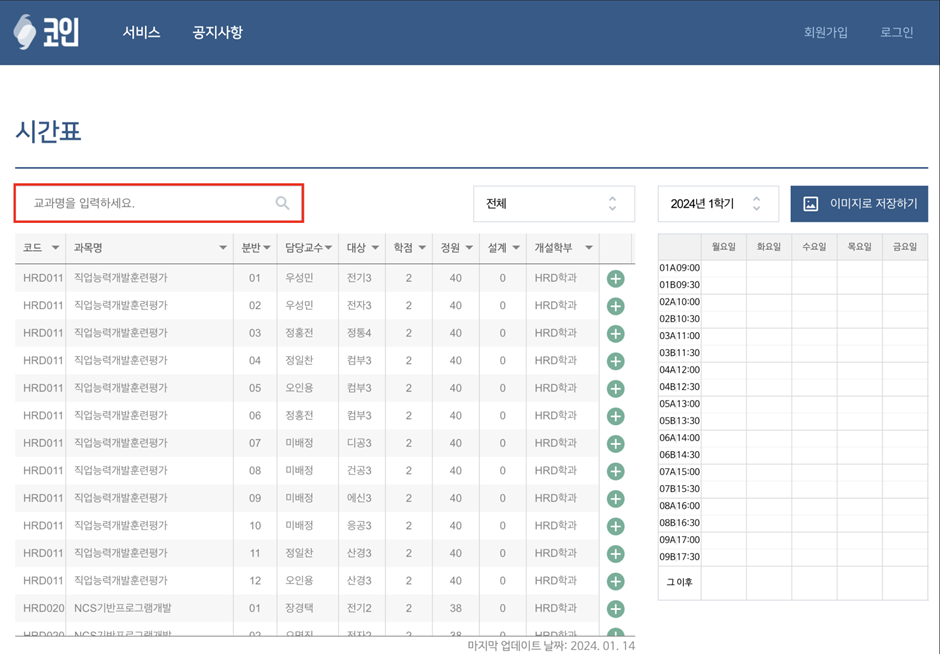 코인 서비스 공지사항 회원가입 로그인
시간표
교과명을 입력하세요. 전체 2024년 1학기 이미지로 저장하기
코드 과목명 분반 담당교수 대상 학점 정원 설계 개설학부
HRD011 직업능력개발훈련평가 01 우성민 전기3 2 40 0 HRD학과
HRD011 직업능력개발훈련평가 02 우성민 전자3 2 40 0 HRD학과
HRD011 직업능력개발훈련평가 03 정홍전 정통4 2 40 0 HRD학과
HRD011 직업능력개발훈련평가 04 정일찬 컴부3 2 40 0 HRD학과
HRD011 직업능력개발훈련평가 05 오인용 컴부3 2 40 0 HRD학과
HRD011 직업능력개발훈련평가 06 정홍전 컴부3 2 40 0 HRD학과
HRD011 직업능력개발훈련평가 07 미배정 디공3 2 40 0 HRD학과
HRD011 직업능력개발훈련평가 08 미배정 건공3 2 40 0 HRD학과
HRD011 직업능력개발훈련평가 09 미배정 에신3 2 40 0 HRD학과
HRD011 직업능력개발훈련평가 10 미배정 응공3 2 40 0 HRD학과
HRD011 직업능력개발훈련평가 11 정일찬 산경3 2 40 0 HRD학과
HRD011 직업능력개발훈련평가 12 오인용 산경3 2 40 0 HRD학과
HRD020 NCS기반프로그램개발 01 장경택 전기2 2 38 0 HRD학과
HRD020 NCS기반프로그램개발 02 전자2 2 38 0 HRD학과
마지막 업데이트 날짜: 2024. 01. 14
월요일 화요일 수요일 목요일 금요일
01A09:00
01B09:30
02A10:00
02B10:30
03A11:00
03B11:30
04A12:00
04B12:30
05A13:00
05B13:30
06A14:00
06B14:30
07A15:00
07B15:30
08A16:00
08B16:30
09A17:00
09B17:30
그 이후